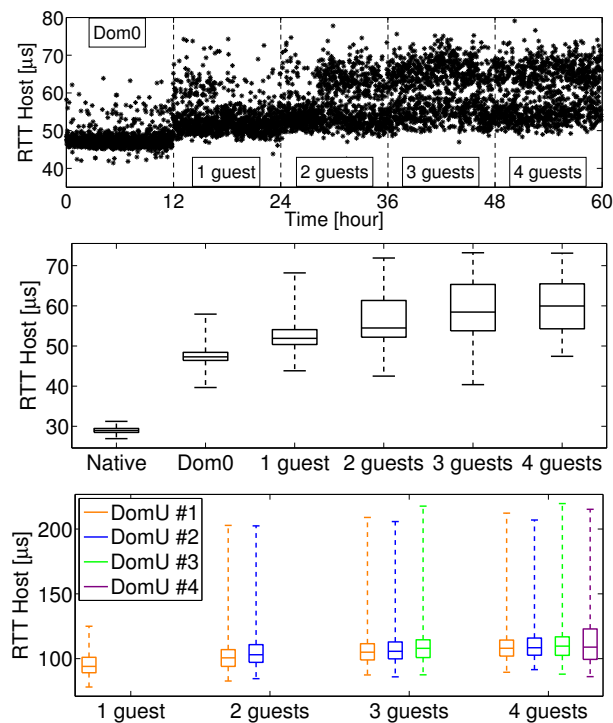 80
70
60
50
40
RTT Host [µs]
Dom0
1 guest
2 guests
3 guests
4 guests
0 12 24 36 48 60
Time [hour]
70
60
50
40
30
RTT Host [µs]
Native Dom0 1 guest 2 guests 3 guests 4 guests
200
150
100
RTT Host [µs]
DomU #1
DomU #2
DomU #3
DomU #4
1 guest 2 guests 3 guests 4 guests